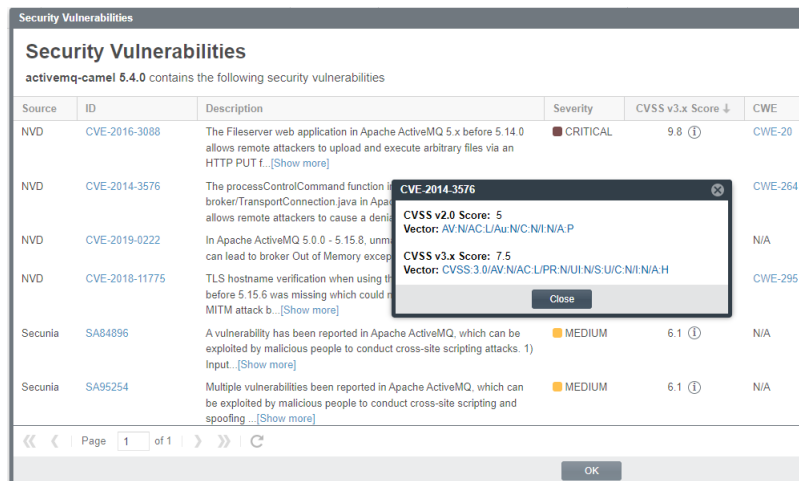 Security Vulnerabilities
Security Vulnerabilities
activemq-camel 5.4.0 contains the following security vulnerabilities
Source ID Description Severity CVSS v3.x Score ↓ CWE
NVD CVE-2016-3088 The Fileserver web application in Apache ActiveMQ 5.x before 5.14.0 CRITICAL 9.8 CWE-20
allows remote attackers to upload and execute arbitrary files via an
HTTP PUT f...[Show more]
NVD CVE-2014-3576 The processControlCommand function i CWE-264
broker/TransportConnection.java in Apac
allows remote attackers to cause a denia
NVD CVE-2019-0222 In Apache ActiveMQ 5.0.0 - 5.15.8, unma N/A
can lead to broker Out of Memory excep
NVD CVE-2018-11775 TLS hostname verification when using th CWE-295
before 5.15.6 was missing which could m
MITM attack b...[Show more]
CVE-2014-3576
CVSS v2.0 Score: 5
Vector: AV:N/AC:L/Au:N/C:N/I:N/A:P
CVSS v3.x Score: 7.5
Vector: CVSS:3.0/AV:N/AC:L/PR:N/UI:N/S:U/C:N/I:N/A:H
Close
Secunia SA84896 A vulnerability has been reported in Apache ActiveMQ, which can be MEDIUM 6.1 N/A
exploited by malicious people to conduct cross-site scripting attacks. 1)
Input...[Show more]
Secunia SA95254 Multiple vulnerabilities been reported in Apache ActiveMQ, which can MEDIUM 6.1 N/A
be exploited by malicious people to conduct cross-site scripting and
spoofing ...[Show more]
Page 1 of 1
OK